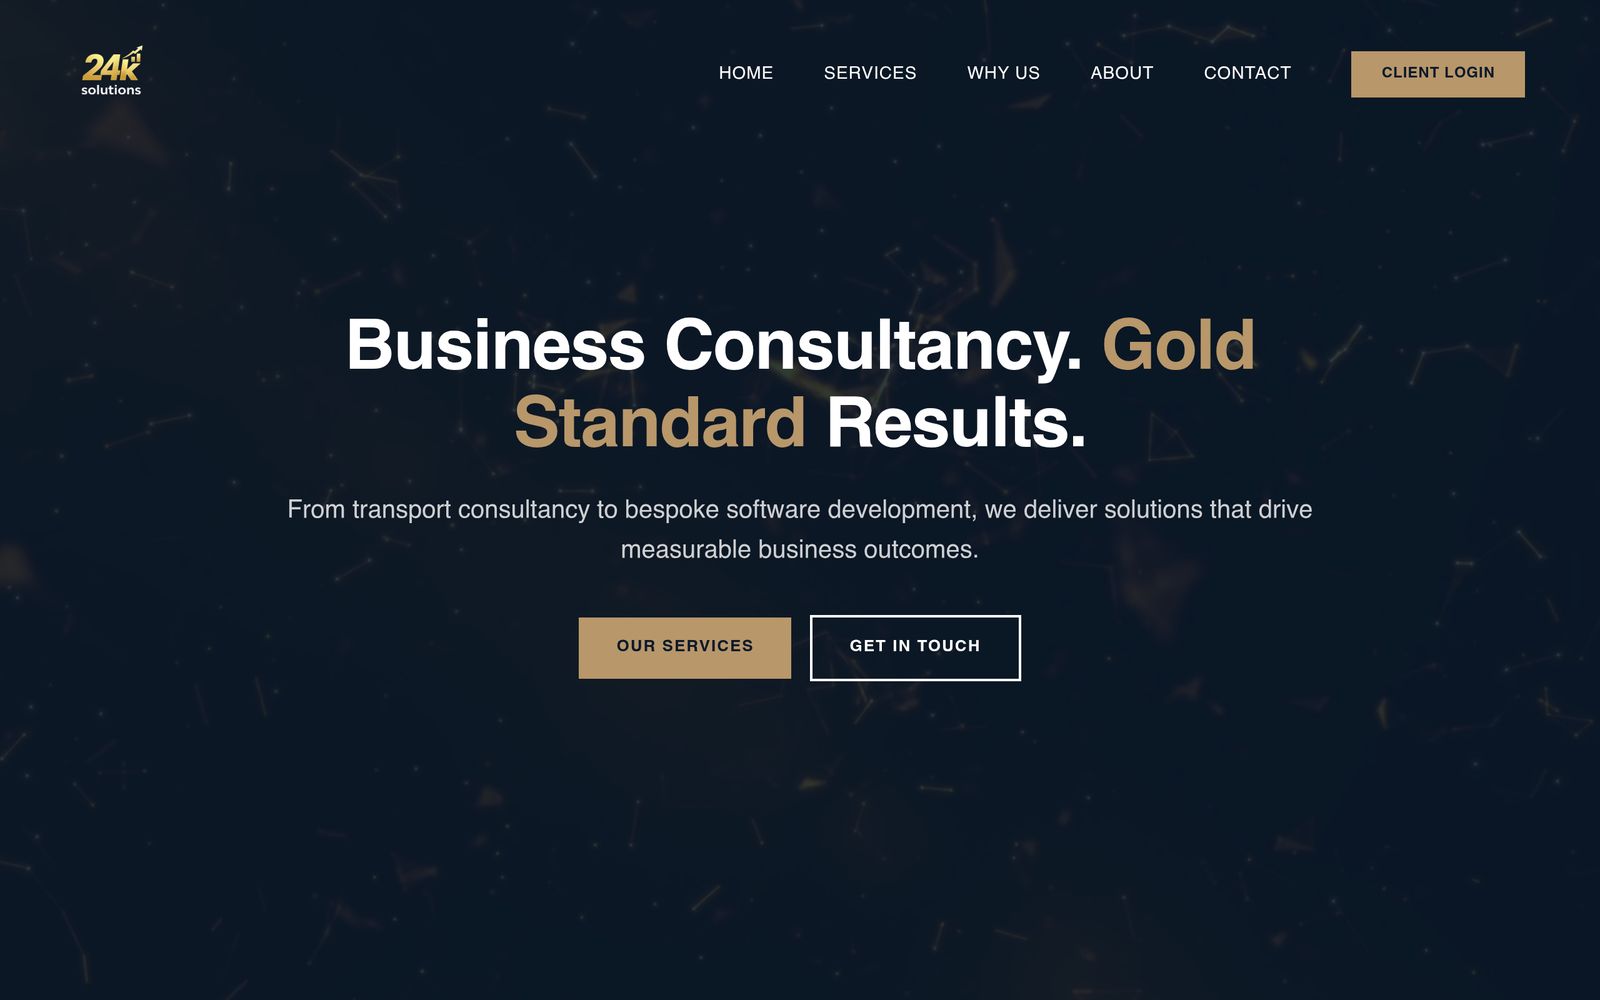 24k
solutions
HOME
SERVICES
WHY US
ABOUT
CONTACT
CLIENT LOGIN
Business Consultancy. Gold
Standard Results.
From transport consultancy to bespoke software development, we deliver solutions that drive
measurable business outcomes.
OUR SERVICES
GET IN TOUCH